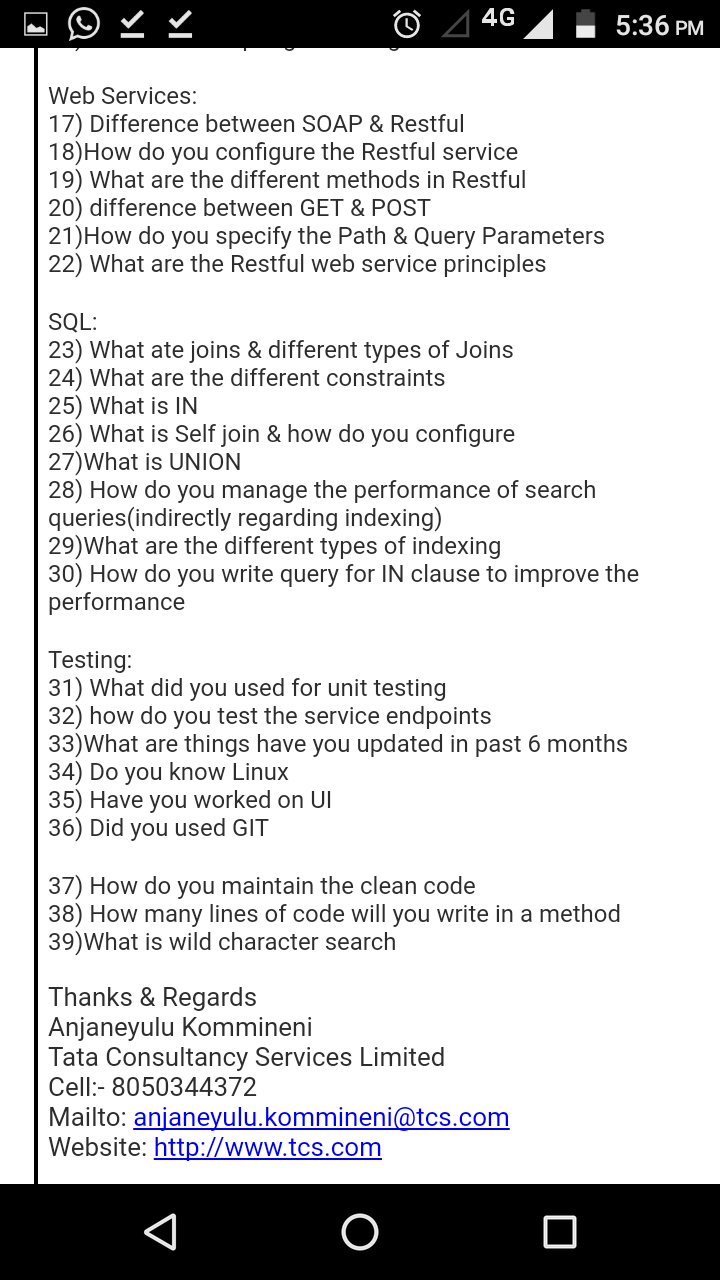 4G 5:36 PM
Web Services:
17) Difference between SOAP & Restful
18)How do you configure the Restful service
19) What are the different methods in Restful
20) difference between GET & POST
21)How do you specify the Path & Query Parameters
22) What are the Restful web service principles
SQL:
23) What ate joins & different types of Joins
24) What are the different constraints
25) What is IN
26) What is Self join & how do you configure
27)What is UNION
28) How do you manage the performance of search
queries(indirectly regarding indexing)
29)What are the different types of indexing
30) How do you write query for IN clause to improve the
performance
Testing:
31) What did you used for unit testing
32) how do you test the service endpoints
33)What are things have you updated in past 6 months
34) Do you know Linux
35) Have you worked on UI
36) Did you used GIT
37) How do you maintain the clean code
38) How many lines of code will you write in a method
39)What is wild character search
Thanks & Regards
Anjaneyulu Kommineni
Tata Consultancy Services Limited
Cell:- 8050344372
Mailto: anjaneyulu.kommineni@tcs.com
Website: http://www.tcs.com